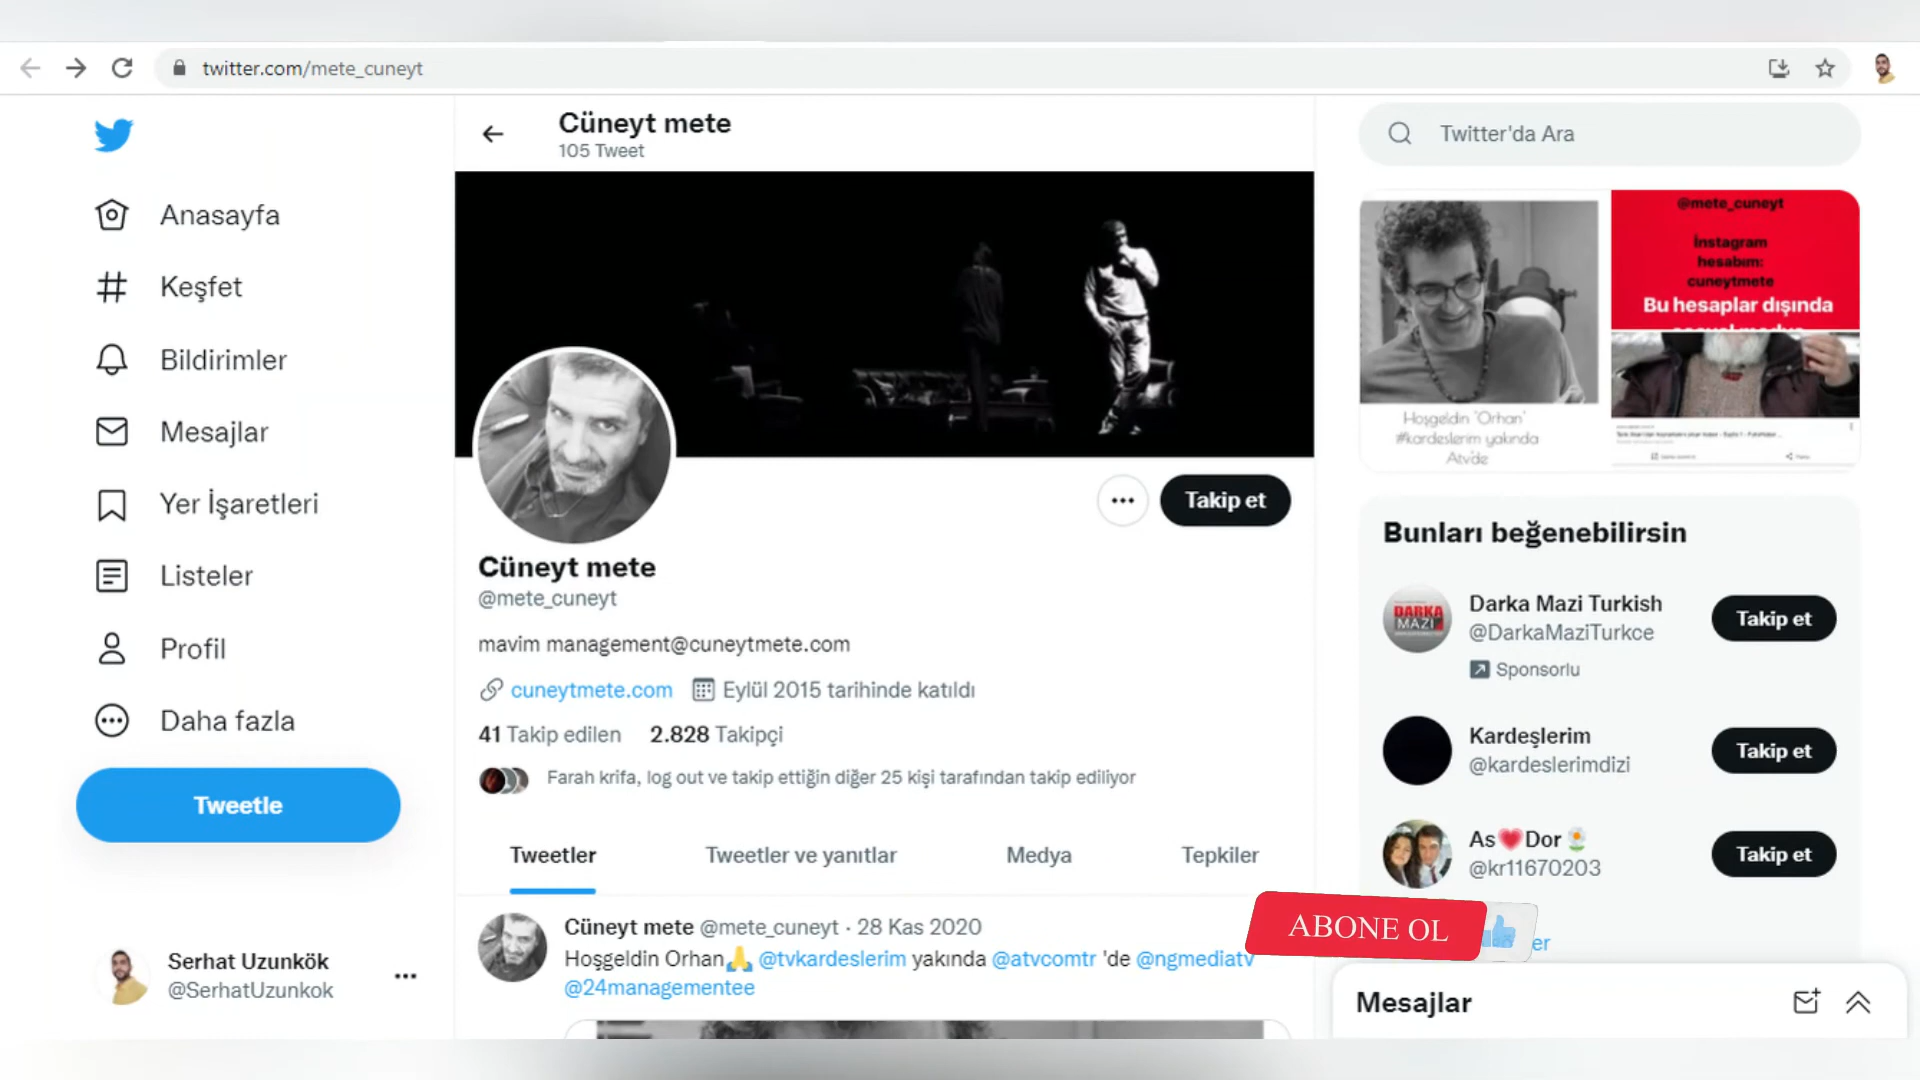 twitter.com/mete_cuneyt
Cüneyt mete
105 Tweet
Anasayfa
Keşfet
Bildirimler
Mesajlar
Yer İşaretleri
Listeler
Profil
Daha fazla
Tweetle
Serhat Uzunkök
@SerhatUzunkok
Takip et
Cüneyt mete
@mete_cuneyt
mavim management@cuneytmete.com
cuneytmete.com Eylül 2015 tarihinde katıldı
41 Takip edilen 2.828 Takipçi
Farah krifa, log out ve takip ettiğin diğer 25 kişi tarafından takip ediliyor
Tweetler Tweetler ve yanıtlar Medya Tepkiler
Cüneyt mete @mete_cuneyt · 28 Kas 2020
Hoşgeldin Orhan🙏 @tvkardeslerim yakında @atvcomtr 'de @ngmediatv
@24managementee
Twitter'da Ara
Hoşgeldin 'Orhan'
#kardeslerim yakında
Atv'de
@mete_cuneyt
İnstagram
hesabım:
cuneytmete
Bu hesaplar dışında
Bunları beğenebilirsin
DARKA
MAZİ
Darka Mazi Turkish
@DarkaMaziTurkce
Sponsorlu
Takip et
Kardeşlerim
@kardeslerimdizi
Takip et
As💗Dor🌼
@kr11670203
Takip et
ABONE OL
er
Mesajlar